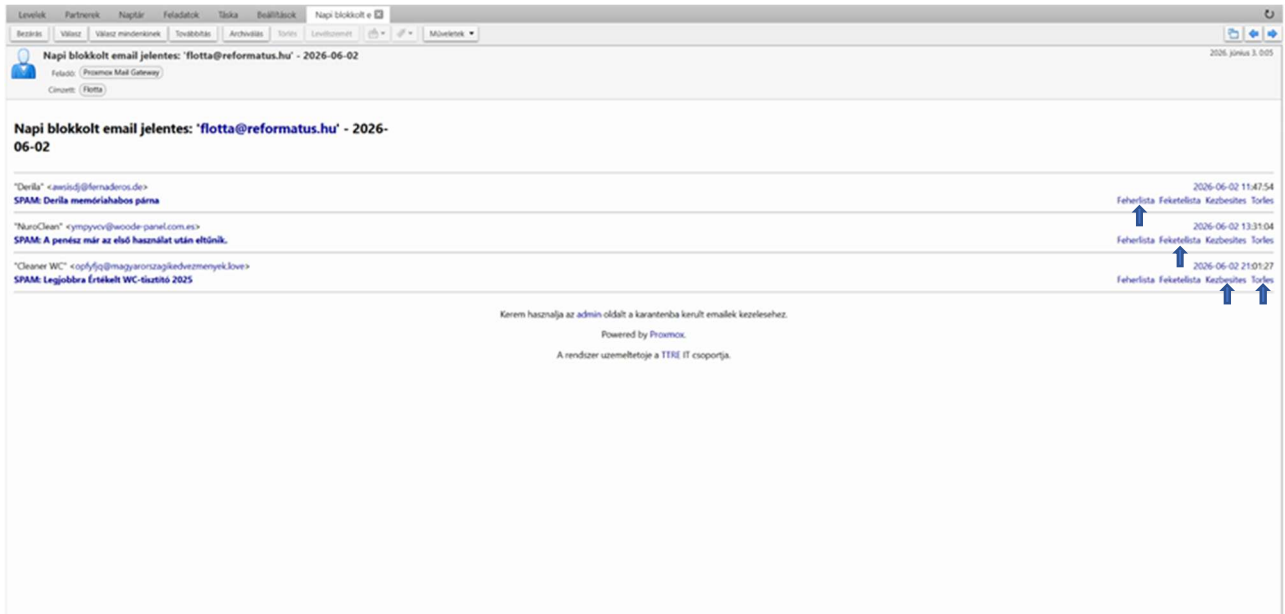 Levelek Partnerek Naptár Feladatok Táska Beállítások Napi blokkolt e
Bezárás Válasz Válasz mindenkinek Továbbítás Archiválás Törlés Levélszemét Műveletek
Napi blokkolt email jelentes: 'flotta@reformatus.hu' - 2026-06-02
2026. június 3. 0:05
Feladó: Proxmox Mail Gateway
Címzett: Flotta
Napi blokkolt email jelentes: 'flotta@reformatus.hu' - 2026-
06-02
"Derila" <awsisdj@fernaderos.de> 2026-06-02 11:47:54
SPAM: Derila memóriahabos párna Feherlista Feketelista Kezbesites Torles
"NuroClean" <ympyvcv@woode-panel.com.es> 2026-06-02 13:31:04
SPAM: A penész már az első használat után eltűnik. Feherlista Feketelista Kezbesites Torles
"Cleaner WC" <opfyfjq@magyarorszagikedvezmenyek.love> 2026-06-02 21:01:27
SPAM: Legjobbra Értékelt WC-tisztító 2025 Feherlista Feketelista Kezbesites Torles
Kerem hasznalja az admin oldalt a karantenba kerult emailek kezelesehez.
Powered by Proxmox.
A rendszer uzemeltetoje a TTRE IT csoportja.